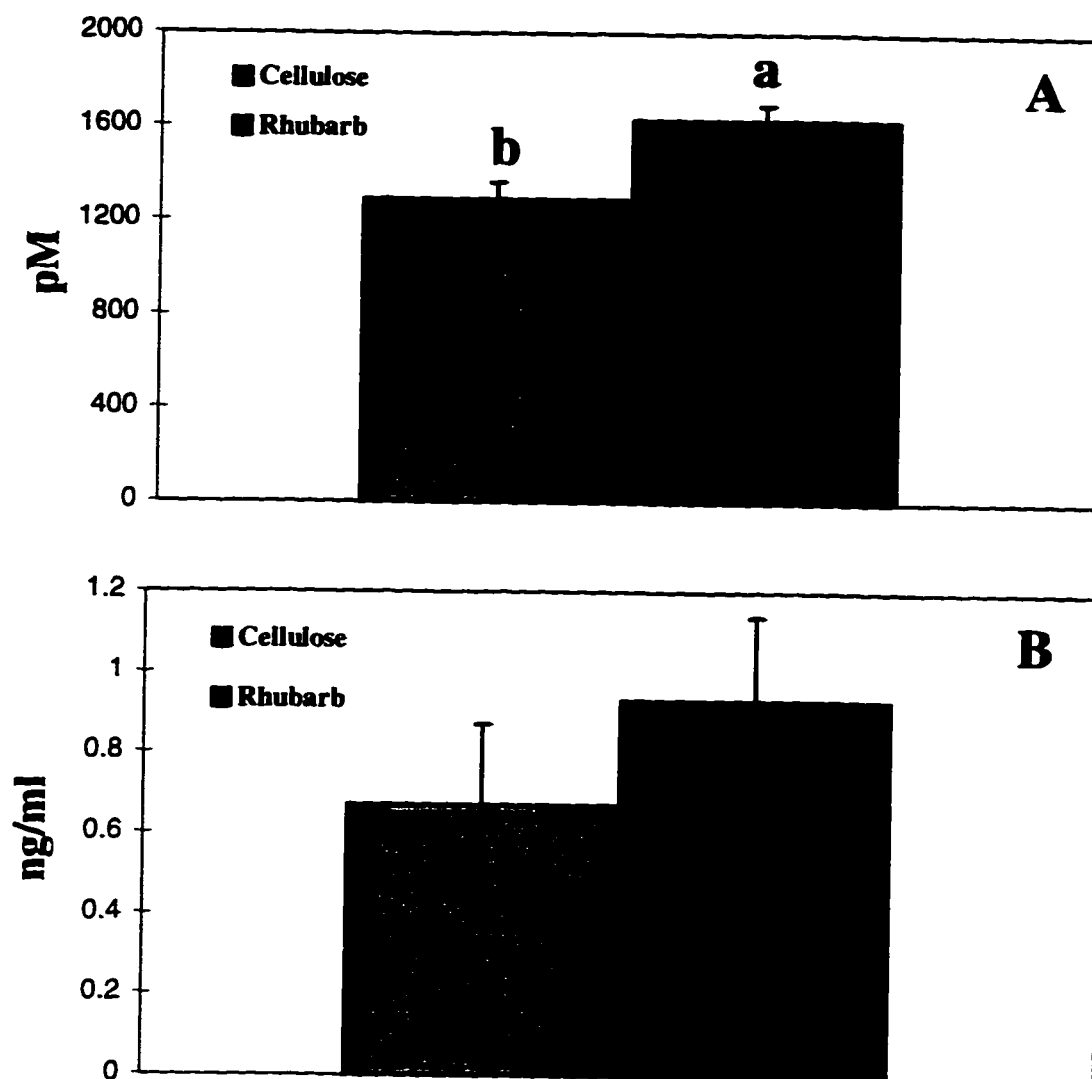 2000
Cellulose
a
A
1600
Rhubarb
b
1200
pM
800
400
0
1.2
Cellulose
B
1
Rhubarb
0.8
ng/ml
0.6
0.4
0.2
0